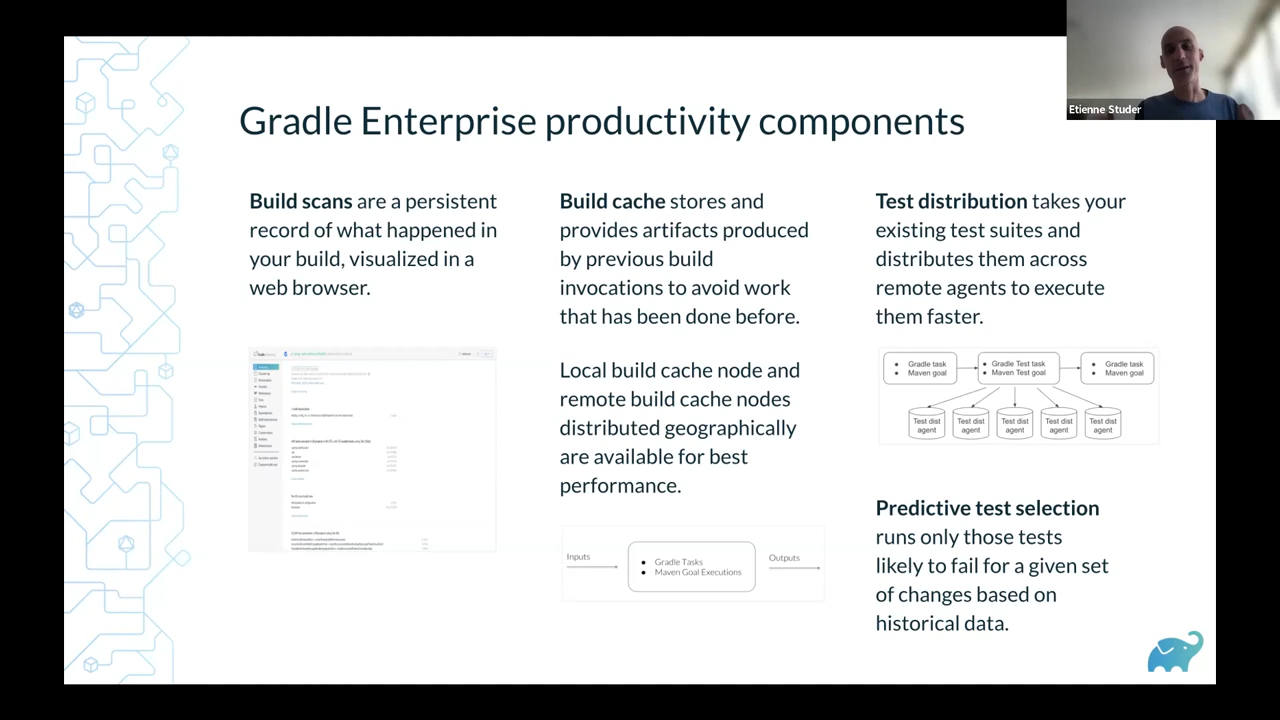 Etienne Studer
Gradle Enterprise productivity components
Build scans are a persistent
record of what happened in
your build, visualized in a
web browser.
Build cache stores and
provides artifacts produced
by previous build
invocations to avoid work
that has been done before.
Local build cache node and
remote build cache nodes
distributed geographically
are available for best
performance.
Inputs
● Gradle Tasks
● Maven Goal Executions
Outputs
Test distribution takes your
existing test suites and
distributes them across
remote agents to execute
them faster.
● Gradle task
● Maven goal
● Gradle Test task
● Maven Test goal
● Gradle task
● Maven goal
Test dist
agent
Test dist
agent
Test dist
agent
Test dist
agent
Test dist
agent
Predictive test selection
runs only those tests
likely to fail for a given set
of changes based on
historical data.